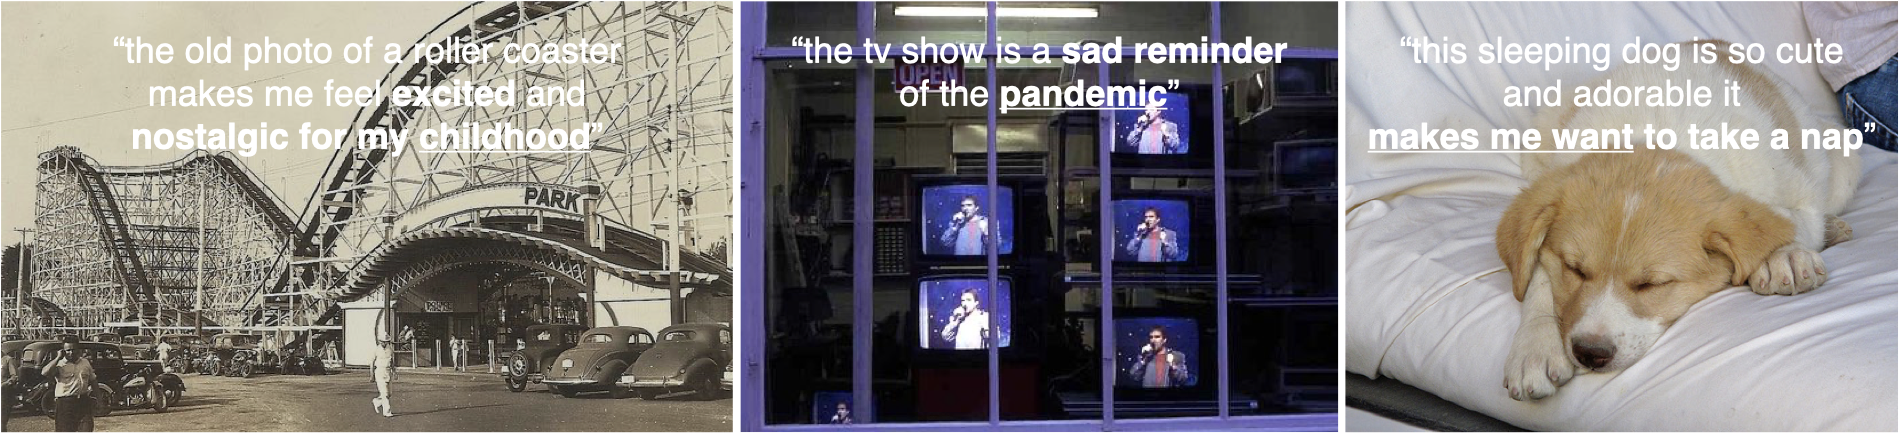 “the old photo of a roller coaster
makes me feel excited and
nostalgic for my childhood”
PARK
“the tv show is a sad reminder
of the pandemic”
OPEN
“this sleeping dog is so cute
and adorable it
makes me want to take a nap”